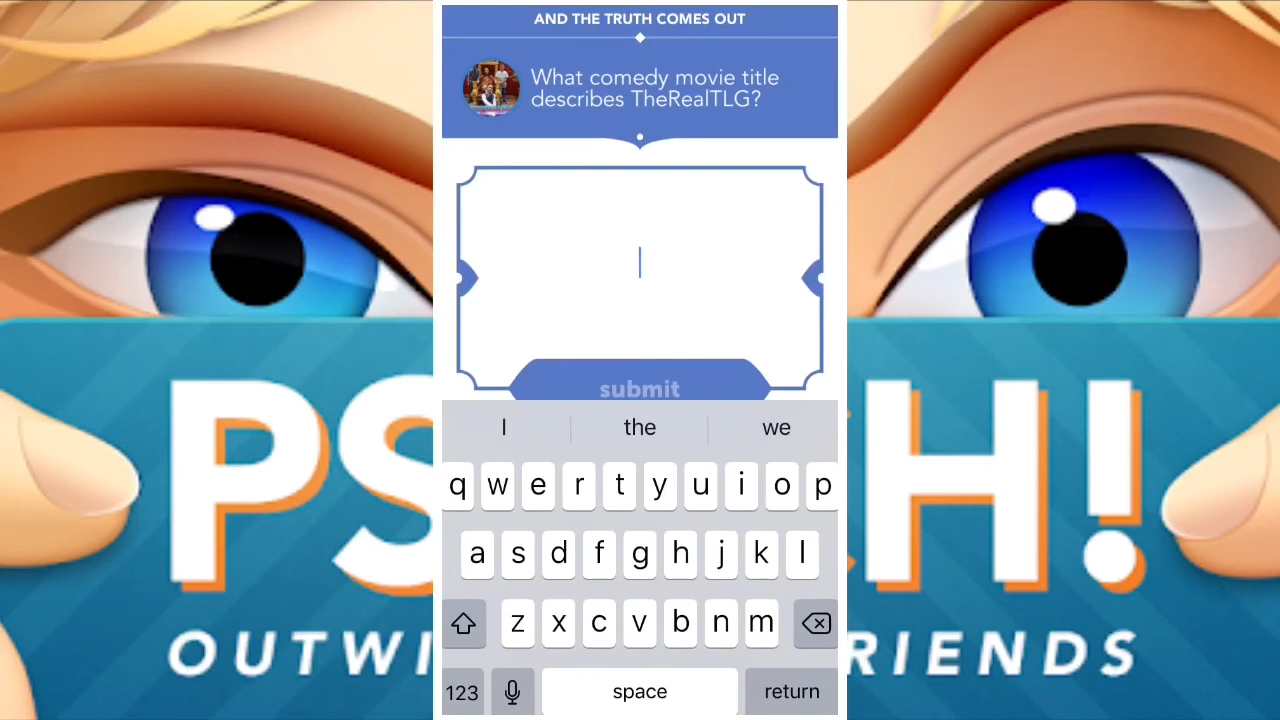 AND THE TRUTH COMES OUT
What comedy movie title
describes TheRealTLG?
submit
I the we
q w e r t y u i o p
a s d f g h j k l
z x c v b n m
123 space return
PS H!
OUTWI RIENDS